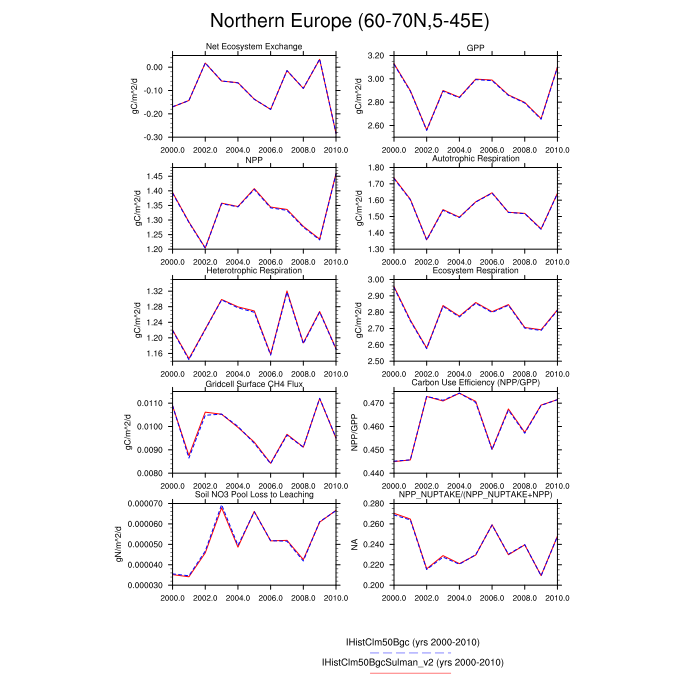 Northern Europe (60-70N,5-45E)
Net Ecosystem Exchange
GPP
gC/m^2/d
0.00
-0.10
-0.20
-0.30
2000.0 2002.0 2004.0 2006.0 2008.0 2010.0
gC/m^2/d
3.20
3.00
2.80
2.60
2000.0 2002.0 2004.0 2006.0 2008.0 2010.0
NPP
Autotrophic Respiration
gC/m^2/d
1.45
1.40
1.35
1.30
1.25
1.20
2000.0 2002.0 2004.0 2006.0 2008.0 2010.0
gC/m^2/d
1.80
1.70
1.60
1.50
1.40
1.30
2000.0 2002.0 2004.0 2006.0 2008.0 2010.0
Heterotrophic Respiration
Ecosystem Respiration
gC/m^2/d
1.32
1.28
1.24
1.20
1.16
2000.0 2002.0 2004.0 2006.0 2008.0 2010.0
gC/m^2/d
3.00
2.90
2.80
2.70
2.60
2.50
2000.0 2002.0 2004.0 2006.0 2008.0 2010.0
Gridcell Surface CH4 Flux
Carbon Use Efficiency (NPP/GPP)
gC/m^2/d
0.0110
0.0100
0.0090
0.0080
2000.0 2002.0 2004.0 2006.0 2008.0 2010.0
NPP/GPP
0.470
0.460
0.450
0.440
2000.0 2002.0 2004.0 2006.0 2008.0 2010.0
Soil NO3 Pool Loss to Leaching
NPP_NUPTAKE/(NPP_NUPTAKE+NPP)
gN/m^2/d
0.000070
0.000060
0.000050
0.000040
0.000030
2000.0 2002.0 2004.0 2006.0 2008.0 2010.0
NA
0.280
0.260
0.240
0.220
0.200
2000.0 2002.0 2004.0 2006.0 2008.0 2010.0
IHistClm50Bgc (yrs 2000-2010)
IHistClm50BgcSulman_v2 (yrs 2000-2010)